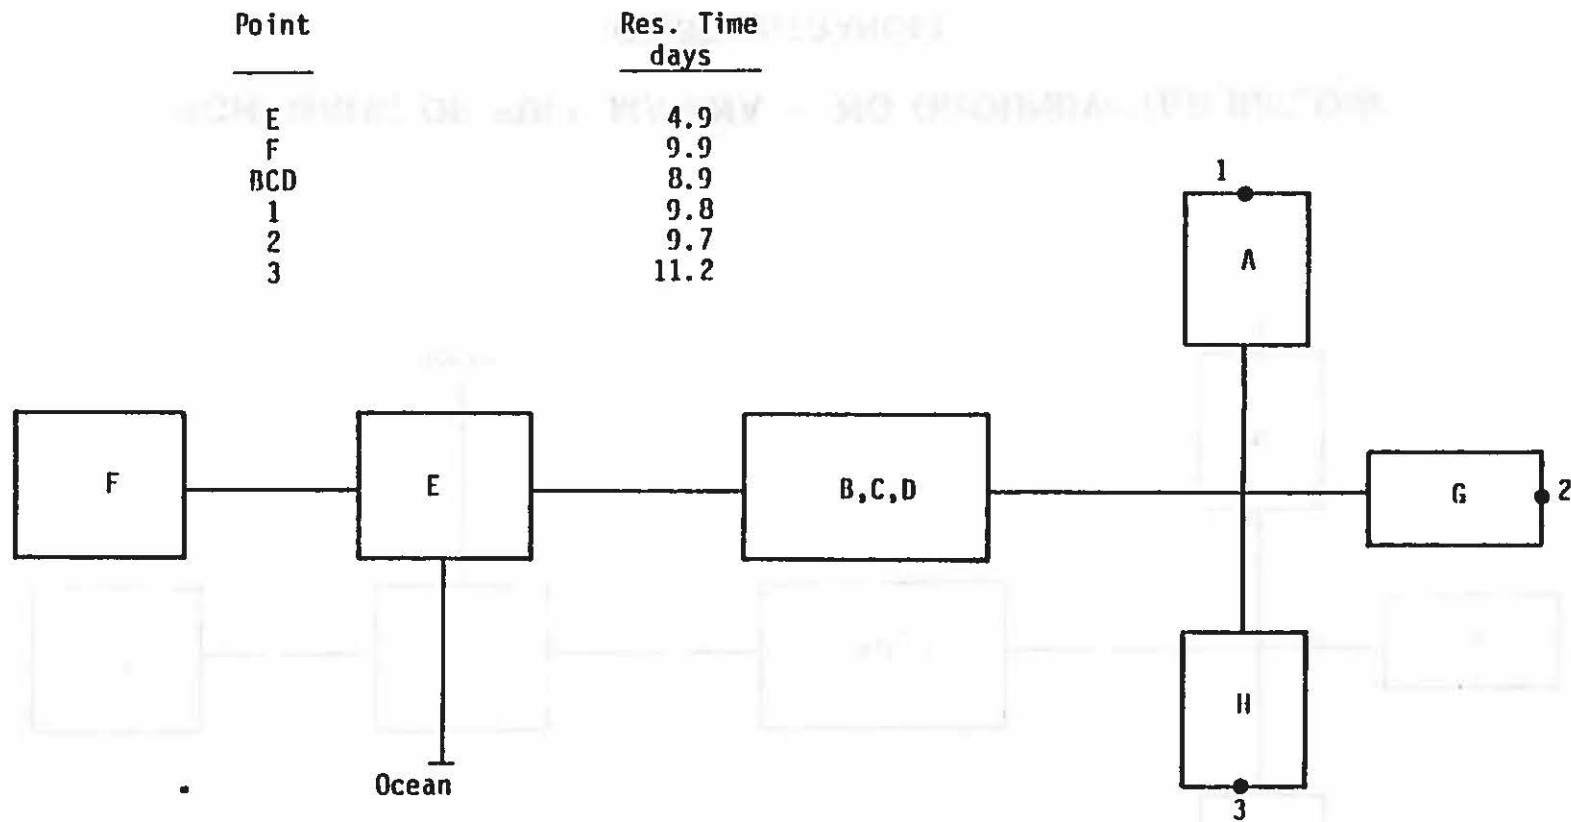 Point Res. Time
days
E 4.9
F 9.9
BCD 8.9
1 9.8
2 9.7
3 11.2
1
A
F E B,C,D G 2
H
Ocean
3